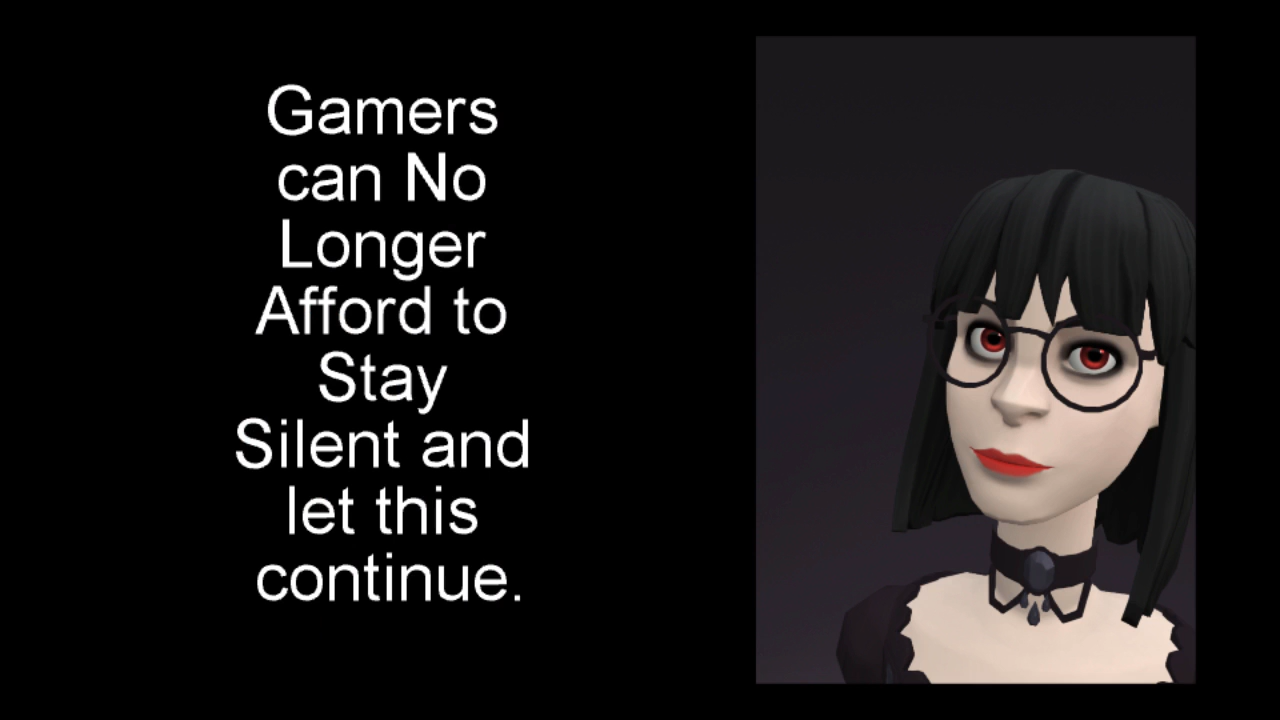 Gamers
can No
Longer
Afford to
Stay
Silent and
let this
continue.